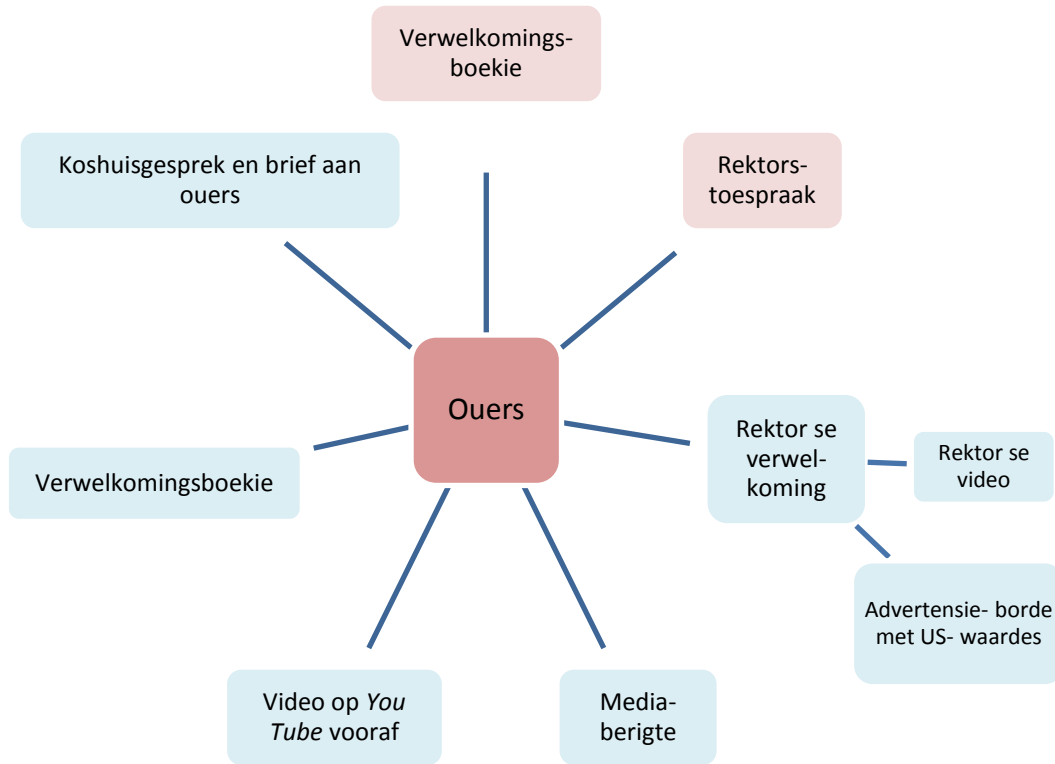 Verwelkomings-
boekie
Koshuisgesprek en brief aan
ouers
Rektors-
toespraak
Ouers
Rektor se
verwel-
koming
Rektor se
video
Verwelkomingsboekie
Advertensie- borde
met US- waardes
Video op You
Tube vooraf
Media-
berigte